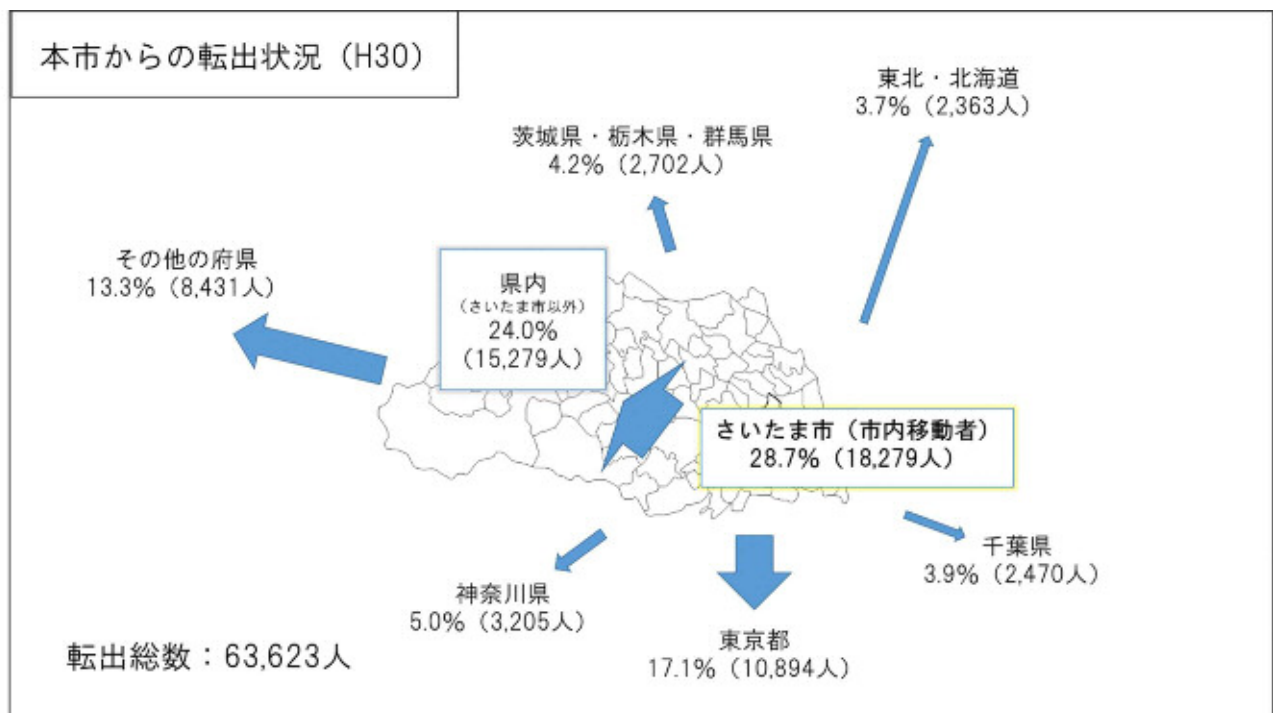 本市からの転出状況（H30）
東北・北海道
3.7%（2,363人）
茨城県・栃木県・群馬県
4.2%（2,702人）
その他の府県
13.3%（8,431人）
県内
（さいたま市以外）
24.0%
（15,279人）
さいたま市（市内移動者）
28.7%（18,279人）
千葉県
3.9%（2,470人）
神奈川県
5.0%（3,205人）
東京都
17.1%（10,894人）
転出総数：63,623人